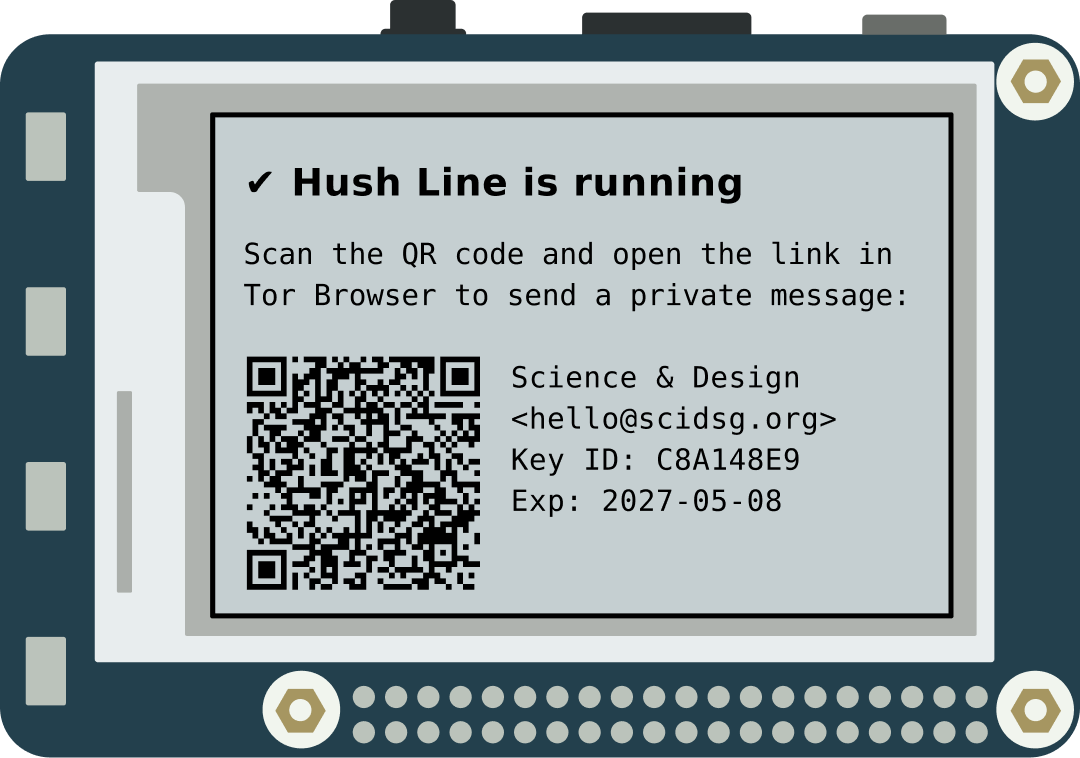 ✔ Hush Line is running
Scan the QR code and open the link in
Tor Browser to send a private message:
Science & Design
<hello@scidsg.org>
Key ID: C8A148E9
Exp: 2027-05-08